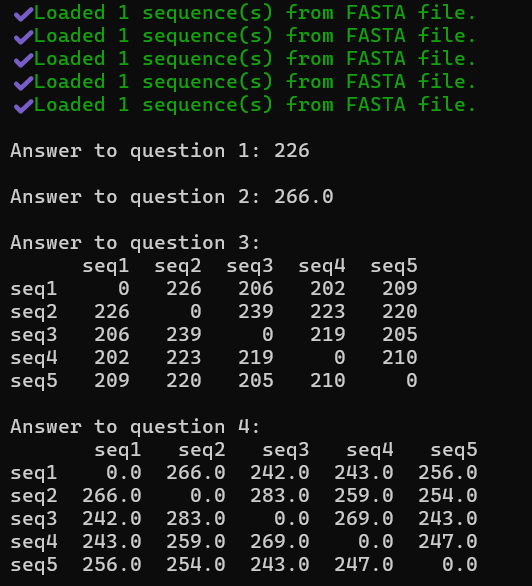 ✔Loaded 1 sequence(s) from FASTA file.
✔Loaded 1 sequence(s) from FASTA file.
✔Loaded 1 sequence(s) from FASTA file.
✔Loaded 1 sequence(s) from FASTA file.
✔Loaded 1 sequence(s) from FASTA file.
Answer to question 1: 226
Answer to question 2: 266.0
Answer to question 3:
seq1 seq2 seq3 seq4 seq5
seq1 0 226 206 202 209
seq2 226 0 239 223 220
seq3 206 239 0 219 205
seq4 202 223 219 0 210
seq5 209 220 205 210 0
Answer to question 4:
seq1 seq2 seq3 seq4 seq5
seq1 0.0 266.0 242.0 243.0 256.0
seq2 266.0 0.0 283.0 259.0 254.0
seq3 242.0 283.0 0.0 269.0 243.0
seq4 243.0 259.0 269.0 0.0 247.0
seq5 256.0 254.0 243.0 247.0 0.0